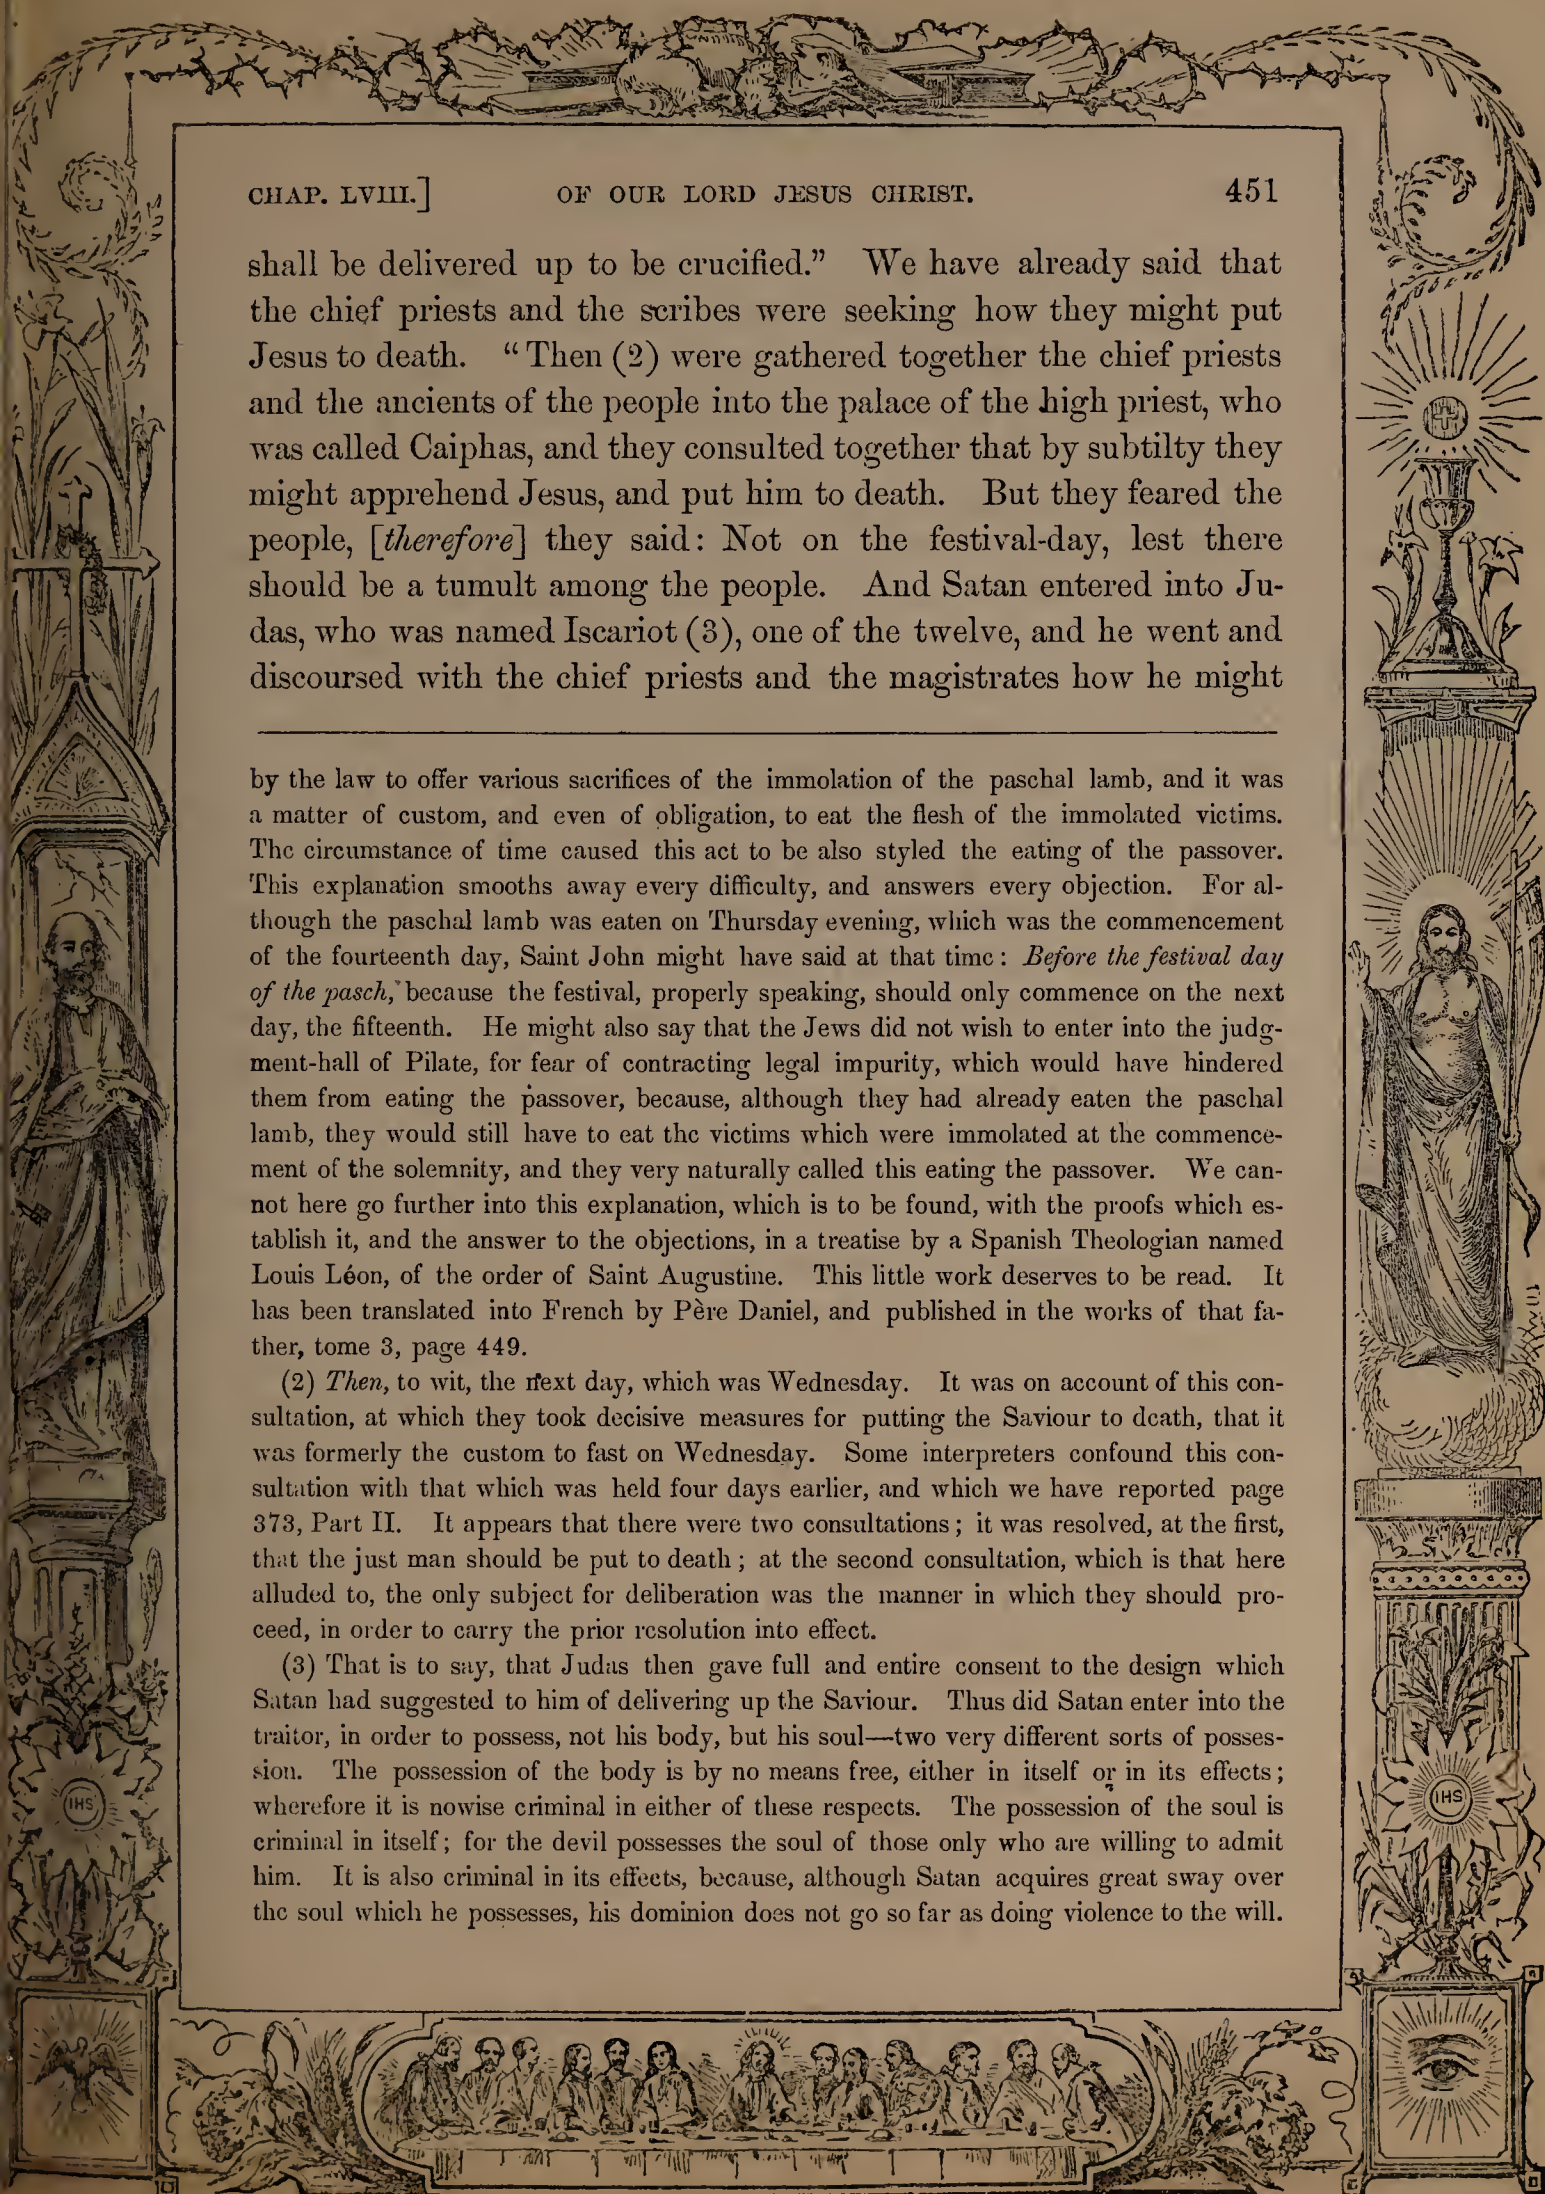 CHAP. LVIII.] OF OUR LORD JESUS CHRIST. 451
shall be delivered up to be crucified.” We have already said that
the chief priests and the scribes were seeking how they might put
Jesus to death. “Then (2) were gathered together the chief priests
and the ancients of the people into the palace of the high priest, who
was called Caiphas, and they consulted together that by subtilty they
might apprehend Jesus, and put him to death. But they feared the
people, [therefore] they said: Not on the festival-day, lest there
should be a tumult among the people. And Satan entered into Ju-
das, who was named Iscariot (3), one of the twelve, and he went and
discoursed with the chief priests and the magistrates how he might
by the law to offer various sacrifices of the immolation of the paschal lamb, and it was
a matter of custom, and even of obligation, to eat the flesh of the immolated victims.
The circumstance of time caused this act to be also styled the eating of the passover.
This explanation smooths away every difficulty, and answers every objection. For al-
though the paschal lamb was eaten on Thursday evening, which was the commencement
of the fourteenth day, Saint John might have said at that time: Before the festival day
of the pasch, because the festival, properly speaking, should only commence on the next
day, the fifteenth. He might also say that the Jews did not wish to enter into the judg-
ment-hall of Pilate, for fear of contracting legal impurity, which would have hindered
them from eating the passover, because, although they had already eaten the paschal
lamb, they would still have to eat the victims which were immolated at the commence-
ment of the solemnity, and they very naturally called this eating the passover. We can-
not here go further into this explanation, which is to be found, with the proofs which es-
tablish it, and the answer to the objections, in a treatise by a Spanish Theologian named
Louis Léon, of the order of Saint Augustine. This little work deserves to be read. It
has been translated into French by Père Daniel, and published in the works of that fa-
ther, tome 3, page 449.
(2) Then, to wit, the next day, which was Wednesday. It was on account of this con-
sultation, at which they took decisive measures for putting the Saviour to death, that it
was formerly the custom to fast on Wednesday. Some interpreters confound this con-
sultation with that which was held four days earlier, and which we have reported page
373, Part II. It appears that there were two consultations; it was resolved, at the first,
that the just man should be put to death; at the second consultation, which is that here
alluded to, the only subject for deliberation was the manner in which they should pro-
ceed, in order to carry the prior resolution into effect.
(3) That is to say, that Judas then gave full and entire consent to the design which
Satan had suggested to him of delivering up the Saviour. Thus did Satan enter into the
traitor, in order to possess, not his body, but his soul—two very different sorts of posses-
sion. The possession of the body is by no means free, either in itself or in its effects;
wherefore it is nowise criminal in either of these respects. The possession of the soul is
criminal in itself; for the devil possesses the soul of those only who are willing to admit
him. It is also criminal in its effects, because, although Satan acquires great sway over
the soul which he possesses, his dominion does not go so far as doing violence to the will.
IHS
IHS